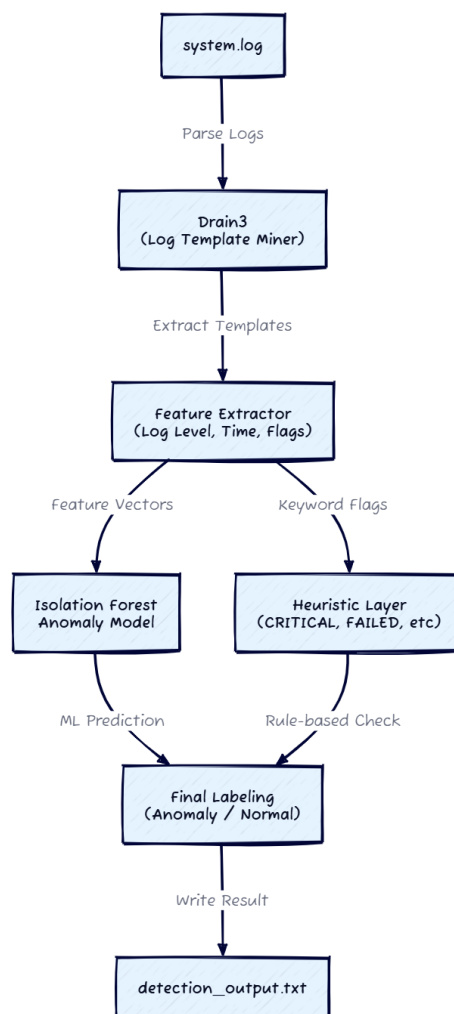 system.log
Parse Logs
Drain3
(Log Template Miner)
Extract Templates
Feature Extractor
(Log Level, Time, Flags)
Feature Vectors
Keyword Flags
Isolation Forest
Anomaly Model
Heuristic Layer
(CRITICAL, FAILED, etc)
ML Prediction
Rule-based Check
Final Labeling
(Anomaly / Normal)
Write Result
detection_output.txt